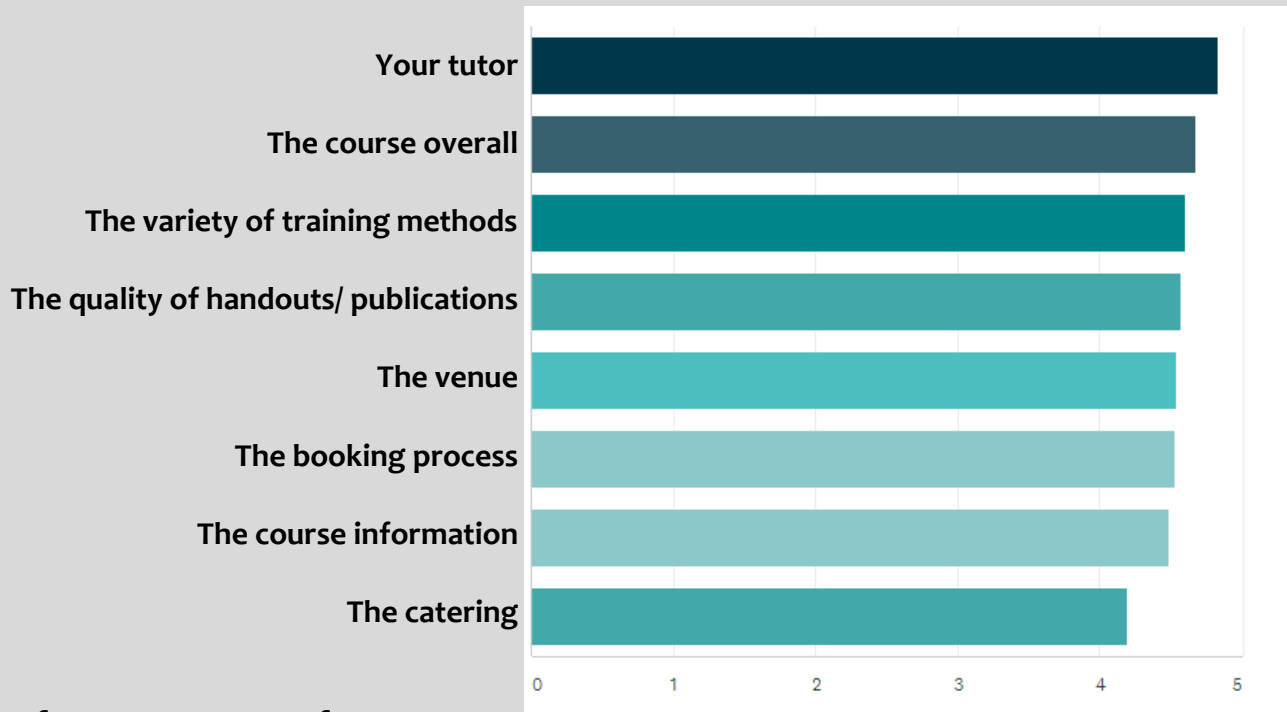 Your tutor
The course overall
The variety of training methods
The quality of handouts/ publications
The venue
The booking process
The course information
The catering
0 1 2 3 4 5